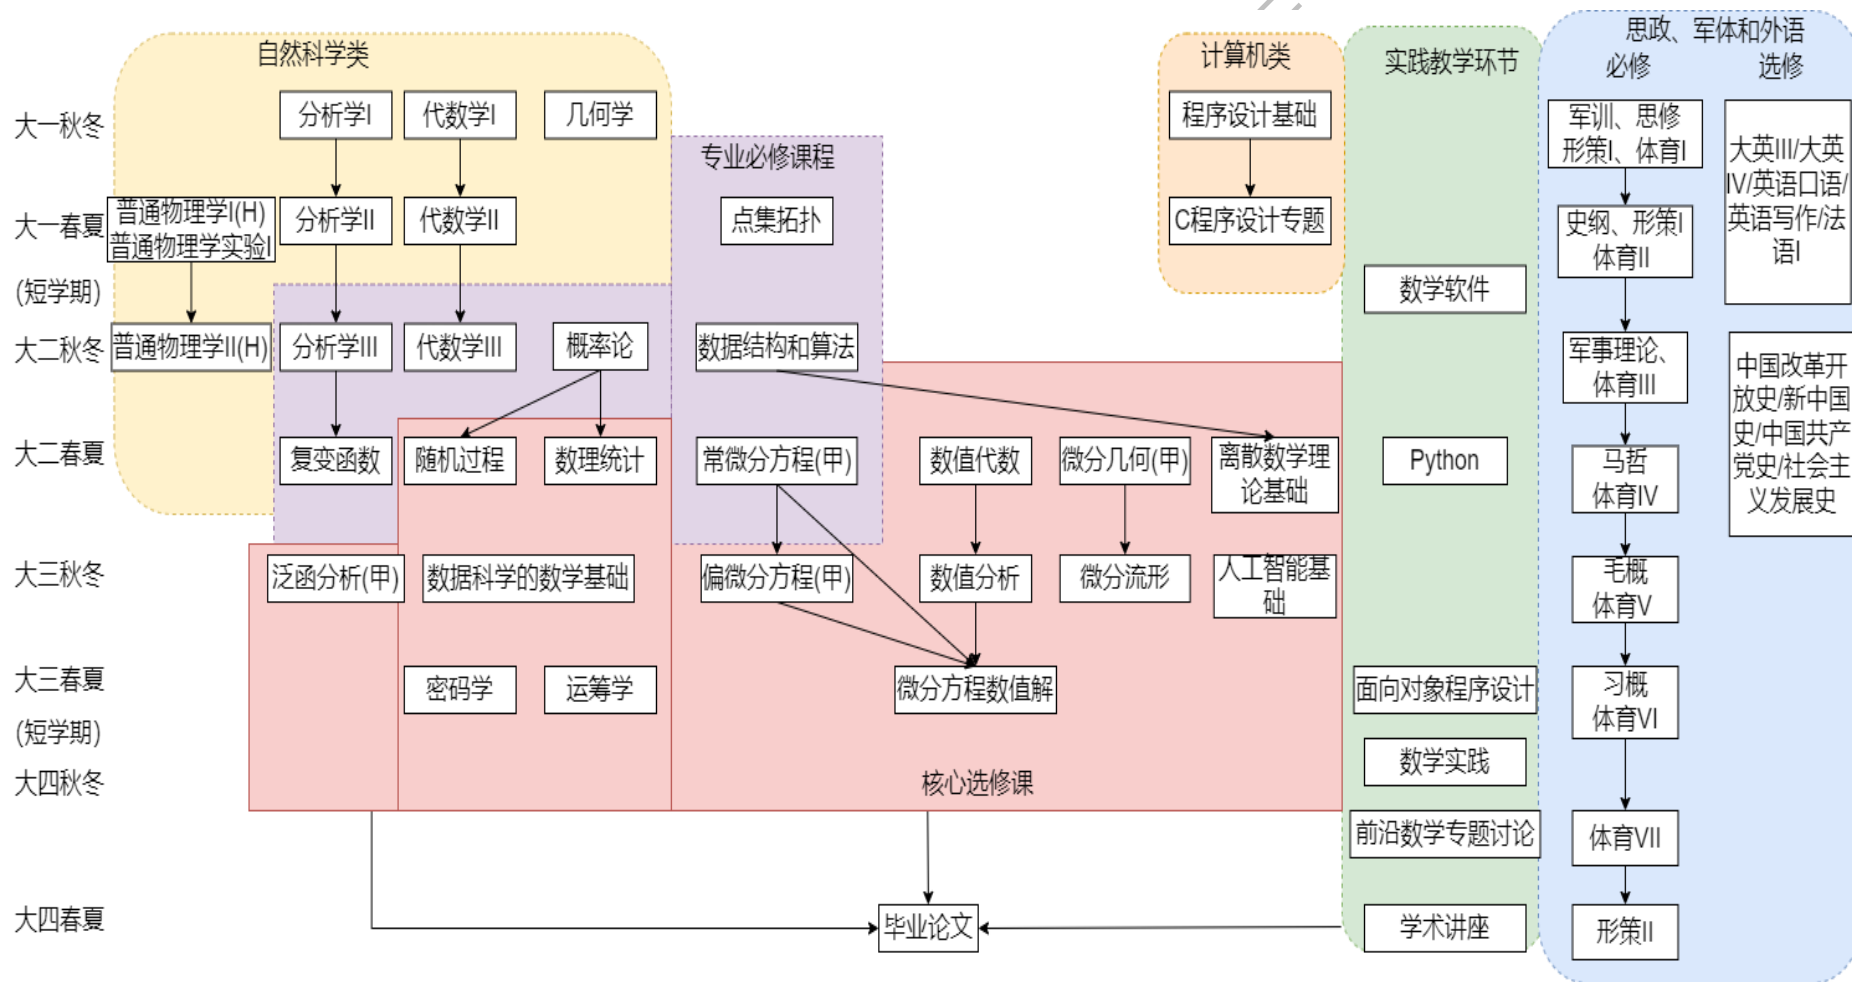 思政、军体和外语
自然科学类
计算机类
实践教学环节
必修
选修
大一秋冬
分析学I
代数学I
几何学
程序设计基础
军训、思修
形策I、体育I
大英III/大英
IV/英语口语/
英语写作/法
语I
专业必修课程
大一春夏
普通物理学I(H)
普通物理学实验I
分析学II
代数学II
点集拓扑
C程序设计专题
史纲、形策I
体育II
(短学期)
数学软件
大二秋冬
普通物理学II(H)
分析学III
代数学III
概率论
数据结构和算法
军事理论、
体育III
中国改革开
放史/新中国
史/中国共产
党史/社会主
义发展史
大二春夏
复变函数
随机过程
数理统计
常微分方程(甲)
数值代数
微分几何(甲)
离散数学理
论基础
Python
马哲
体育IV
大三秋冬
泛函分析(甲)
数据科学的数学基础
偏微分方程(甲)
数值分析
微分流形
人工智能基
础
毛概
体育V
大三春夏
密码学
运筹学
微分方程数值解
面向对象程序设计
习概
体育VI
(短学期)
数学实践
大四秋冬
核心选修课
前沿数学专题讨论
体育VII
大四春夏
毕业论文
学术讲座
形策II